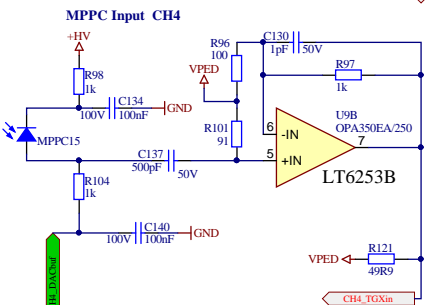 MPPC Input  CH4
+HV
R98
1k
100V
C134
100nF
GND
MPPC15
R104
1k
C137
500pF
50V
100V
C140
100nF
GND
R96
100
VPED
R101
91
C130
1pF
50V
R97
1k
6
-IN
5
+IN
7
U9B
OPA350EA/250
LT6253B
VPED
R121
49R9
CH4_TGXin
H4_DACbuf